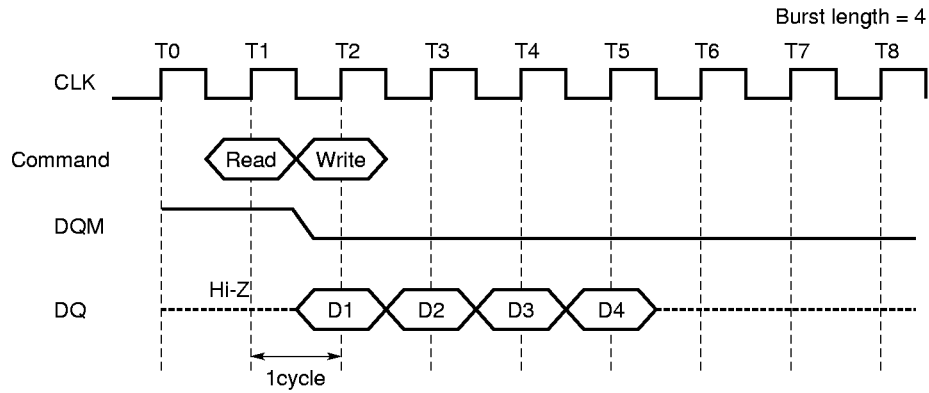 Burst length = 4
T0 T1 T2 T3 T4 T5 T6 T7 T8
CLK
Command Read Write
DQM
Hi-Z
DQ D1 D2 D3 D4
1cycle